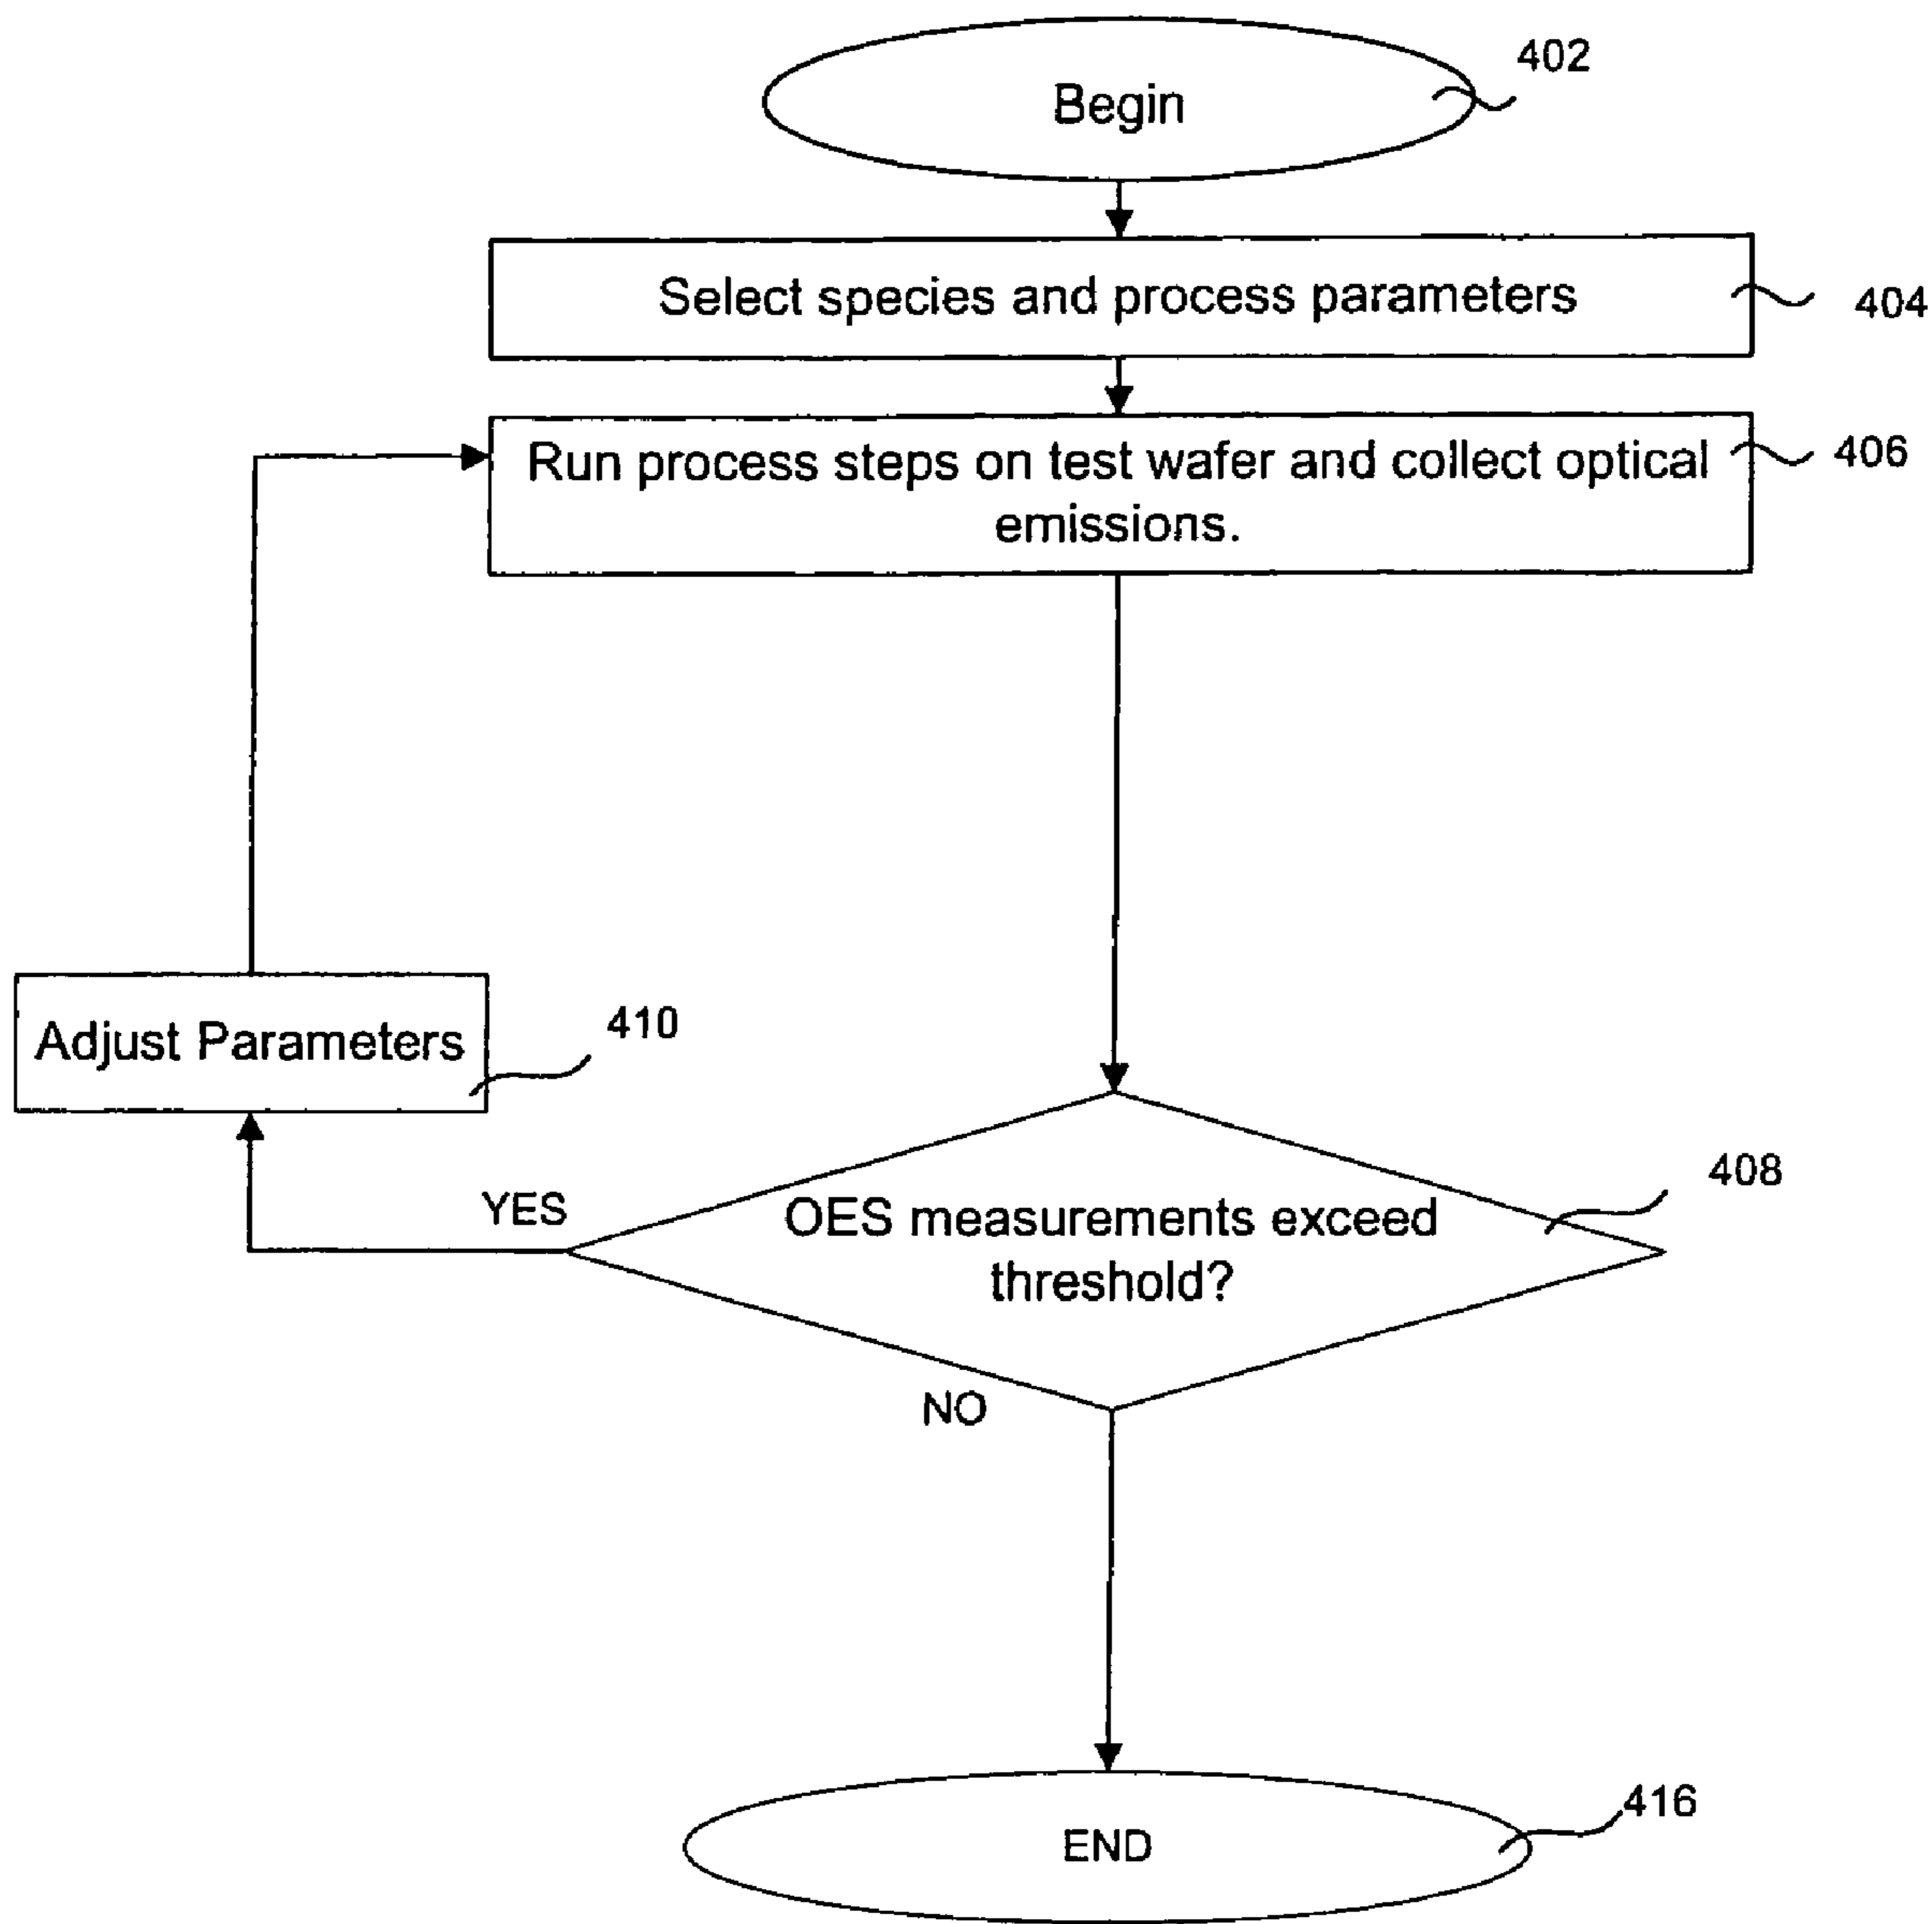 Begin
402
Select species and process parameters
404
Run process steps on test wafer and collect optical
emissions.
406
Adjust Parameters
410
YES
OES measurements exceed
threshold?
408
NO
END
416